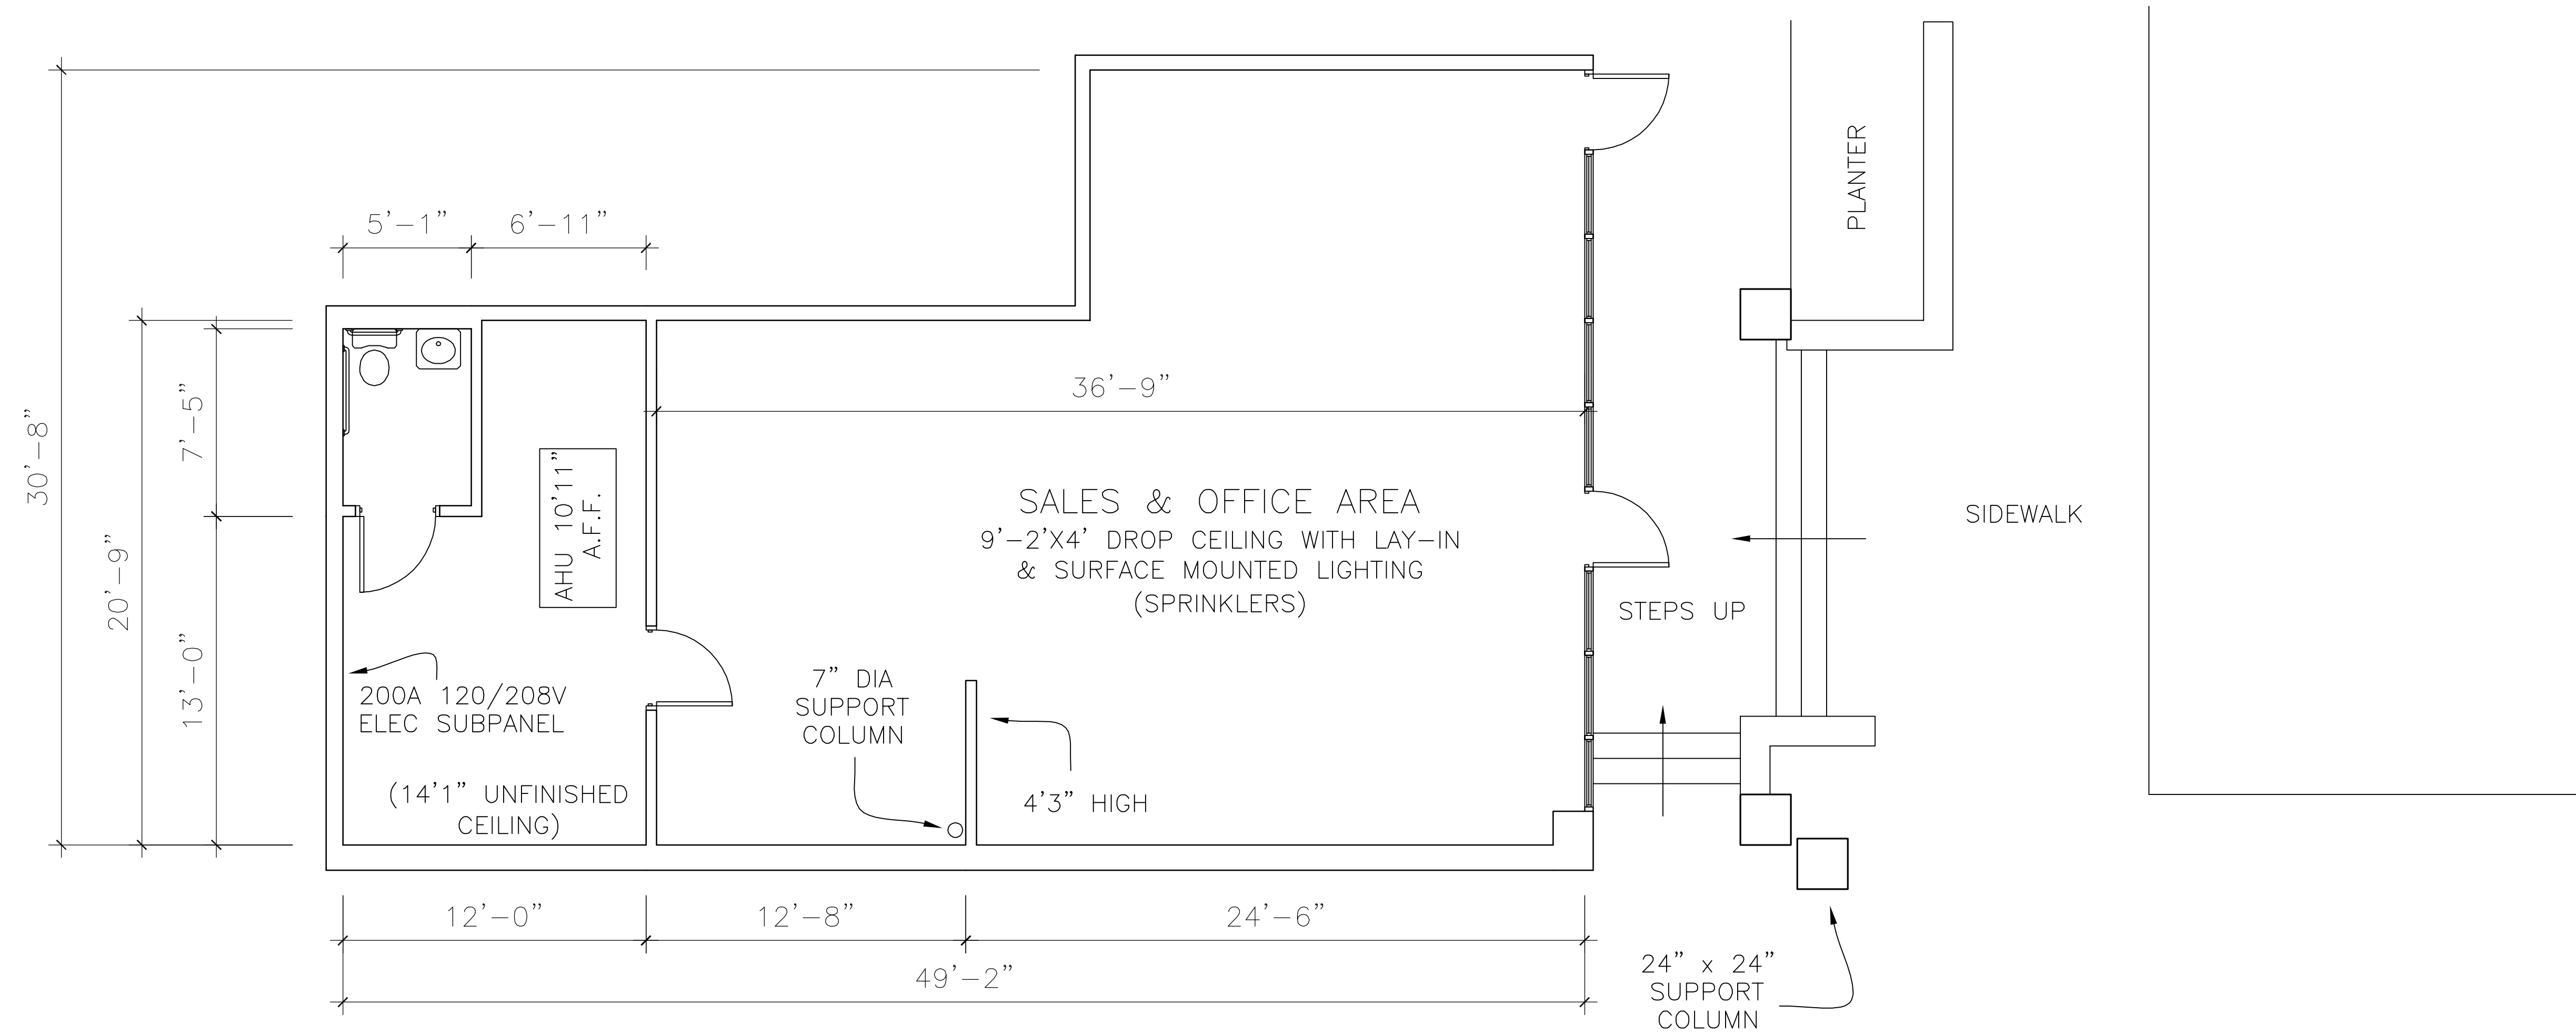 PLANTER
5'-1"
6'-11"
30'-8"
20'-9"
7'-5"
13'-0"
36'-9"
AHU 10'11"
A.F.F.
SALES & OFFICE AREA
9'-2'X4' DROP CEILING WITH LAY-IN
& SURFACE MOUNTED LIGHTING
(SPRINKLERS)
SIDEWALK
STEPS UP
200A 120/208V
ELEC SUBPANEL
7" DIA
SUPPORT
COLUMN
(14'1" UNFINISHED
CEILING)
4'3" HIGH
12'-0"
12'-8"
24'-6"
49'-2"
24" x 24"
SUPPORT
COLUMN